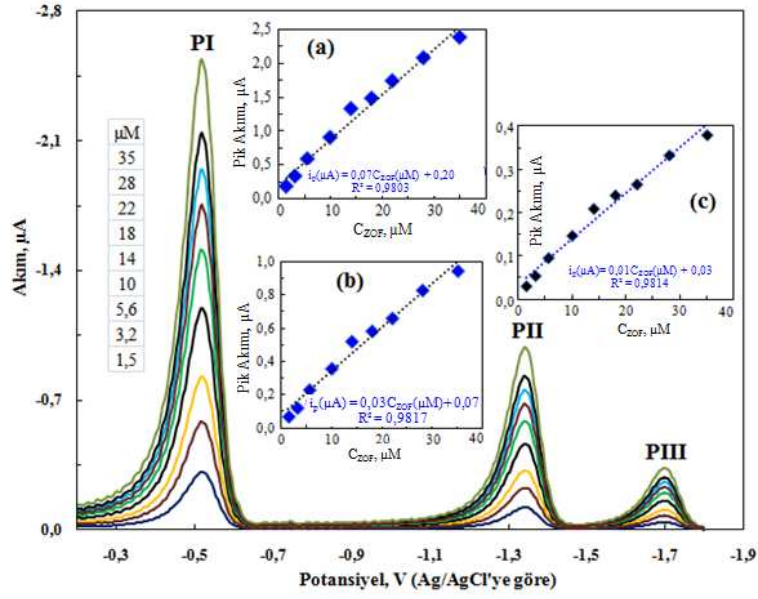 -2,8
-2,1
-1,4
-0,7
0,0
Akım, µA
-0,3
-0,5
-0,7
-0,9
-1,1
-1,3
-1,5
-1,7
-1,9
Potansiyel, V (Ag/AgCl'ye göre)
PI
PII
PIII
µM
35
28
22
18
14
10
5,6
3,2
1,5
(a)
2,5
2,0
1,5
1,0
0,5
0,0
Pik Akımı, µA
i_p(µA) = 0,07C_ZOF(µM) + 0,20
R² = 0,9803
0
10
20
30
40
C_ZOF, µM
(b)
1,0
0,8
0,6
0,4
0,2
0,0
Pik Akımı, µA
i_p(µA) = 0,03C_ZOF(µM) + 0,07
R² = 0,9817
0
10
20
30
40
C_ZOF, µM
(c)
0,4
0,3
0,2
0,1
0,0
Pik Akımı, µA
i_p(µA) = 0,01C_ZOF(µM) + 0,03
R² = 0,9814
0
10
20
30
40
C_ZOF, µM